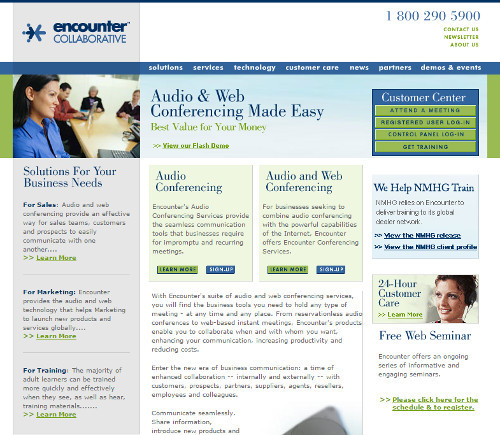 encounter
COLLABORATIVE
1 800 290 5900
CONTACT US
NEWSLETTER
ABOUT US
solutions services technology customer care news partners demos & events
Audio & Web
Conferencing Made Easy
Best Value for Your Money
>> View our Flash Demo
Customer Center
ATTEND A MEETING
REGISTERED USER LOG-IN
CONTROL PANEL LOG-IN
GET TRAINING
Solutions For Your
Business Needs
For Sales: Audio and web
conferencing provide an effective
way for sales teams, customers
and prospects to easily
communicate with one
another....
>> Learn More
For Marketing: Encounter
provides the audio and web
technology that helps Marketing
to launch new products and
services globally....
>> Learn More
For Training: The majority of
adult learners can be trained
more quickly and effectively
when they see, as well as hear,
training materials.......
>> Learn More
Audio
Conferencing
Encounter's Audio
Conferencing Services provide
the seamless communication
tools that businesses require
for impromptu and recurring
meetings.
LEARN MORE SIGN-UP
Audio and Web
Conferencing
For businesses seeking to
combine audio conferencing
with the powerful capabilities
of the Internet, Encounter
offers Encounter Conferencing
Services.
LEARN MORE SIGN-UP
With Encounter's suite of audio and web conferencing services,
you will find the business tools you need to hold any type of
meeting - at any time and any place. From reservationless audio
conferences to web-based instant meetings, Encounter's products
enable you to collaborate when and with whom you want,
enhancing your communication, increasing productivity and
reducing costs.
Enter the new era of business communication: a time of
enhanced collaboration -- internally and externally -- with
customers, prospects, partners, suppliers, agents, resellers,
employees and colleagues.
Communicate seamlessly.
Share information,
introduce new products and
We Help NMHG Train
NMHG relies on Encounter to
deliver training to its global
dealer network.
>> View the NMHG release
>> View the NMHG client profile
24-Hour
Customer
Care
>> Learn More
Free Web Seminar
Encounter offers an ongoing
series of informative and
engaging seminars.
>> Please click here for the
schedule & to register.